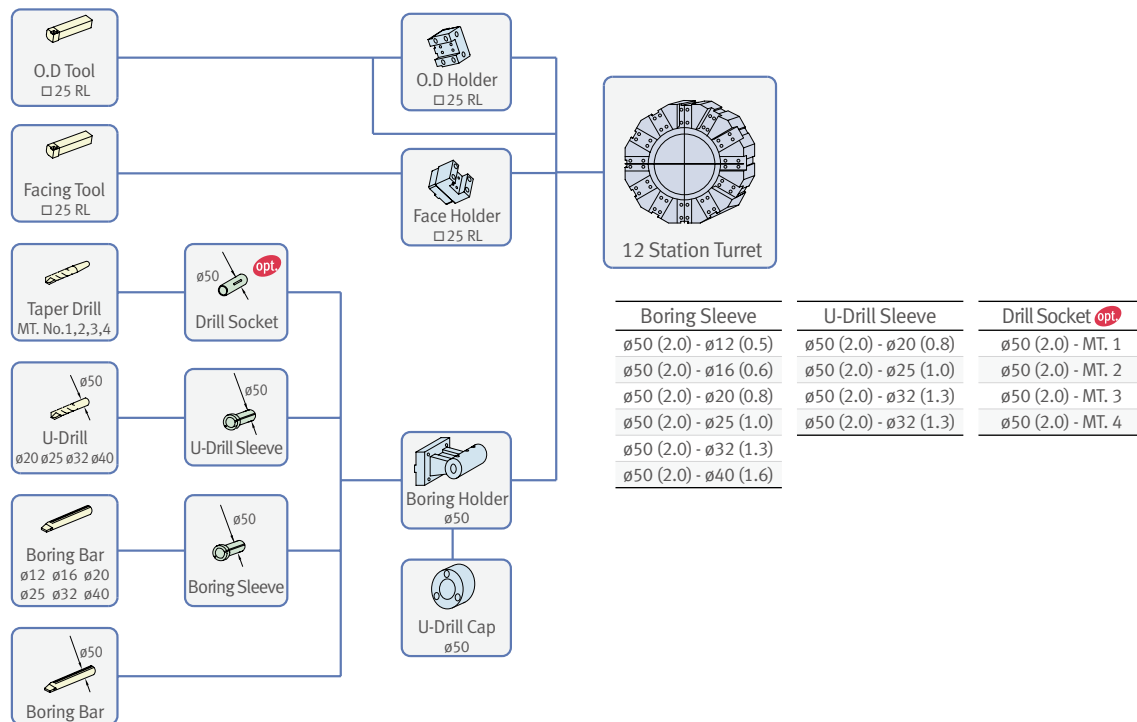 O.D Tool
□ 25 RL
Facing Tool
□ 25 RL
Taper Drill
MT. No.1,2,3,4
ø50
U-Drill
ø20 ø25 ø32 ø40
Boring Bar
ø12 ø16 ø20
ø25 ø32 ø40
ø50
Boring Bar
ø50
opt.
Drill Socket
ø50
U-Drill Sleeve
ø50
Boring Sleeve
O.D Holder
□ 25 RL
Face Holder
□ 25 RL
Boring Holder
ø50
U-Drill Cap
ø50
12 Station Turret
Boring Sleeve
ø50 (2.0) - ø12 (0.5)
ø50 (2.0) - ø16 (0.6)
ø50 (2.0) - ø20 (0.8)
ø50 (2.0) - ø25 (1.0)
ø50 (2.0) - ø32 (1.3)
ø50 (2.0) - ø40 (1.6)
U-Drill Sleeve
ø50 (2.0) - ø20 (0.8)
ø50 (2.0) - ø25 (1.0)
ø50 (2.0) - ø32 (1.3)
ø50 (2.0) - ø32 (1.3)
Drill Socket opt.
ø50 (2.0) - MT. 1
ø50 (2.0) - MT. 2
ø50 (2.0) - MT. 3
ø50 (2.0) - MT. 4